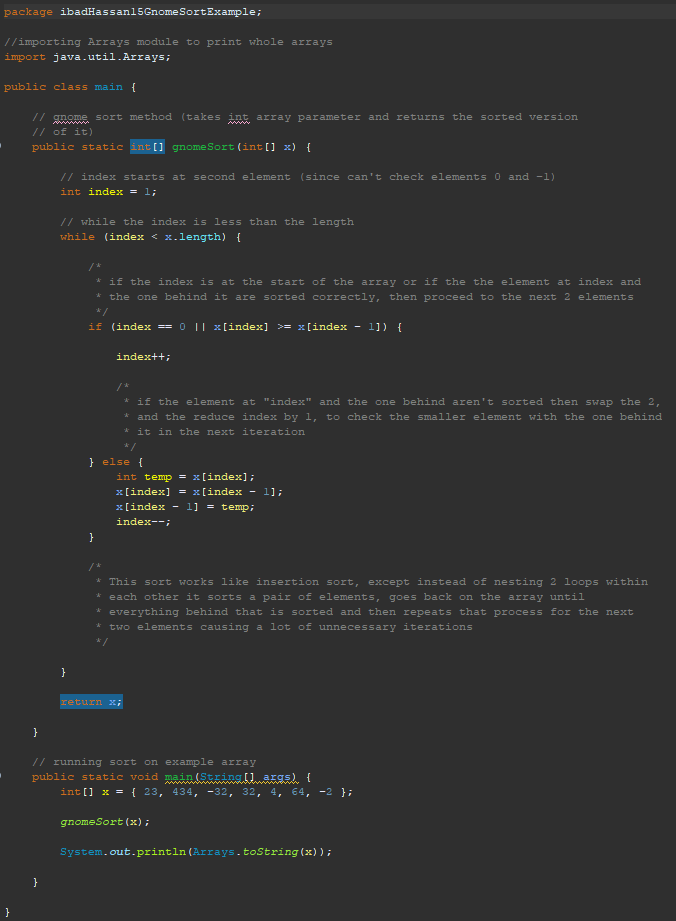 package ibadHassan15GnomeSortExample;
//importing Arrays module to print whole arrays
import java.util.Arrays;
public class main {
// gnome sort method (takes int array parameter and returns the sorted version
// of it)
public static int[] gnomeSort(int[] x) {
// index starts at second element (since can't check elements 0 and -1)
int index = 1;
// while the index is less than the length
while (index < x.length) {
/*
* if the index is at the start of the array or if the the element at index and
* the one behind it are sorted correctly, then proceed to the next 2 elements
*/
if (index == 0 || x[index] >= x[index - 1]) {
index++;
/*
* if the element at "index" and the one behind aren't sorted then swap the 2,
* and the reduce index by 1, to check the smaller element with the one behind
* it in the next iteration
*/
} else {
int temp = x[index];
x[index] = x[index - 1];
x[index - 1] = temp;
index--;
}
/*
* This sort works like insertion sort, except instead of nesting 2 loops within
* each other it sorts a pair of elements, goes back on the array until
* everything behind that is sorted and then repeats that process for the next
* two elements causing a lot of unnecessary iterations
*/
}
return x;
}
// running sort on example array
public static void main(String[] args) {
int[] x = { 23, 434, -32, 32, 4, 64, -2 };
gnomeSort(x);
System.out.println(Arrays.toString(x));
}
}